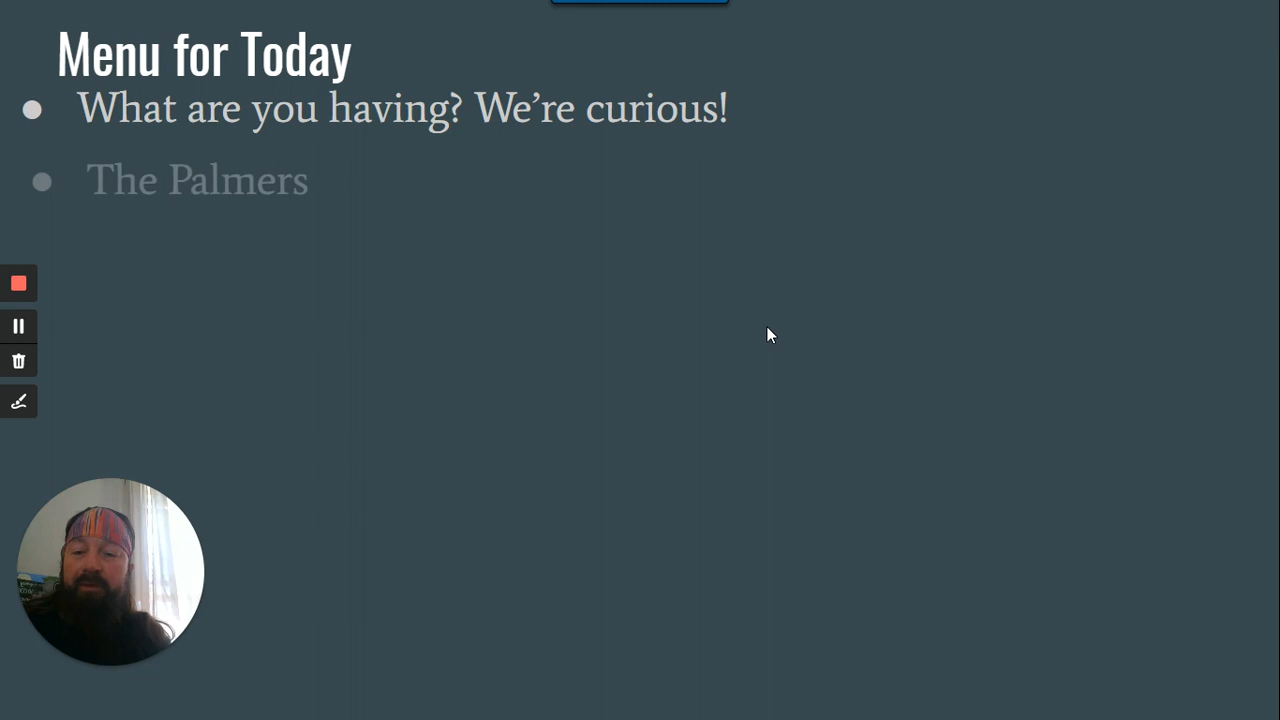 Menu for Today
● What are you having? We're curious!
● The Palmers